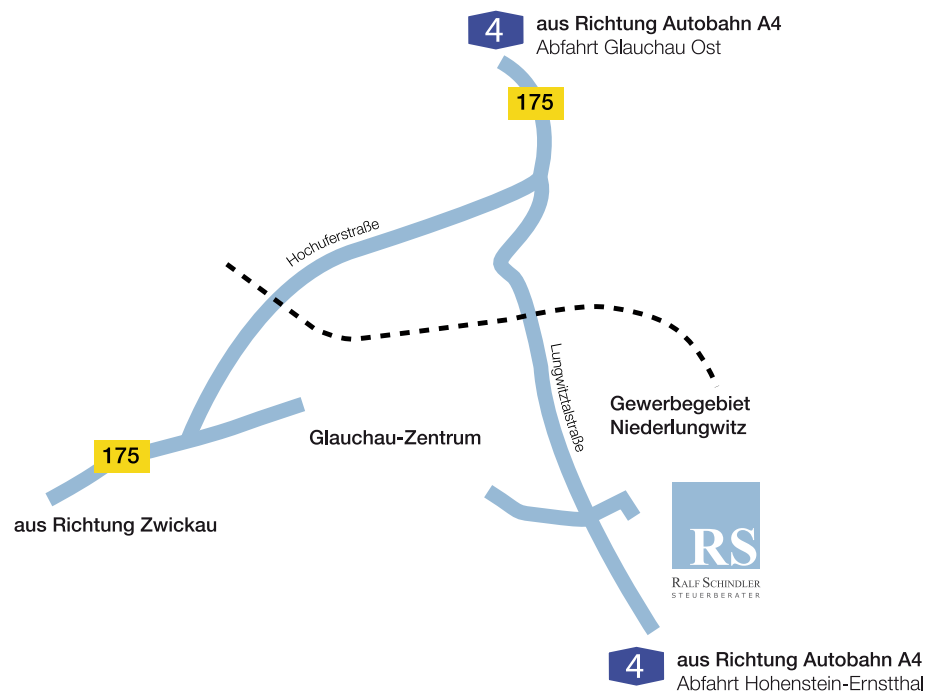 4
aus Richtung Autobahn A4
Abfahrt Glauchau Ost
175
Hochuferstraße
Lungwitztalstraße
Gewerbegebiet
Niederlungwitz
Glauchau-Zentrum
175
aus Richtung Zwickau
RS
RALF SCHINDLER
STEUERBERATER
4
aus Richtung Autobahn A4
Abfahrt Hohenstein-Ernstthal